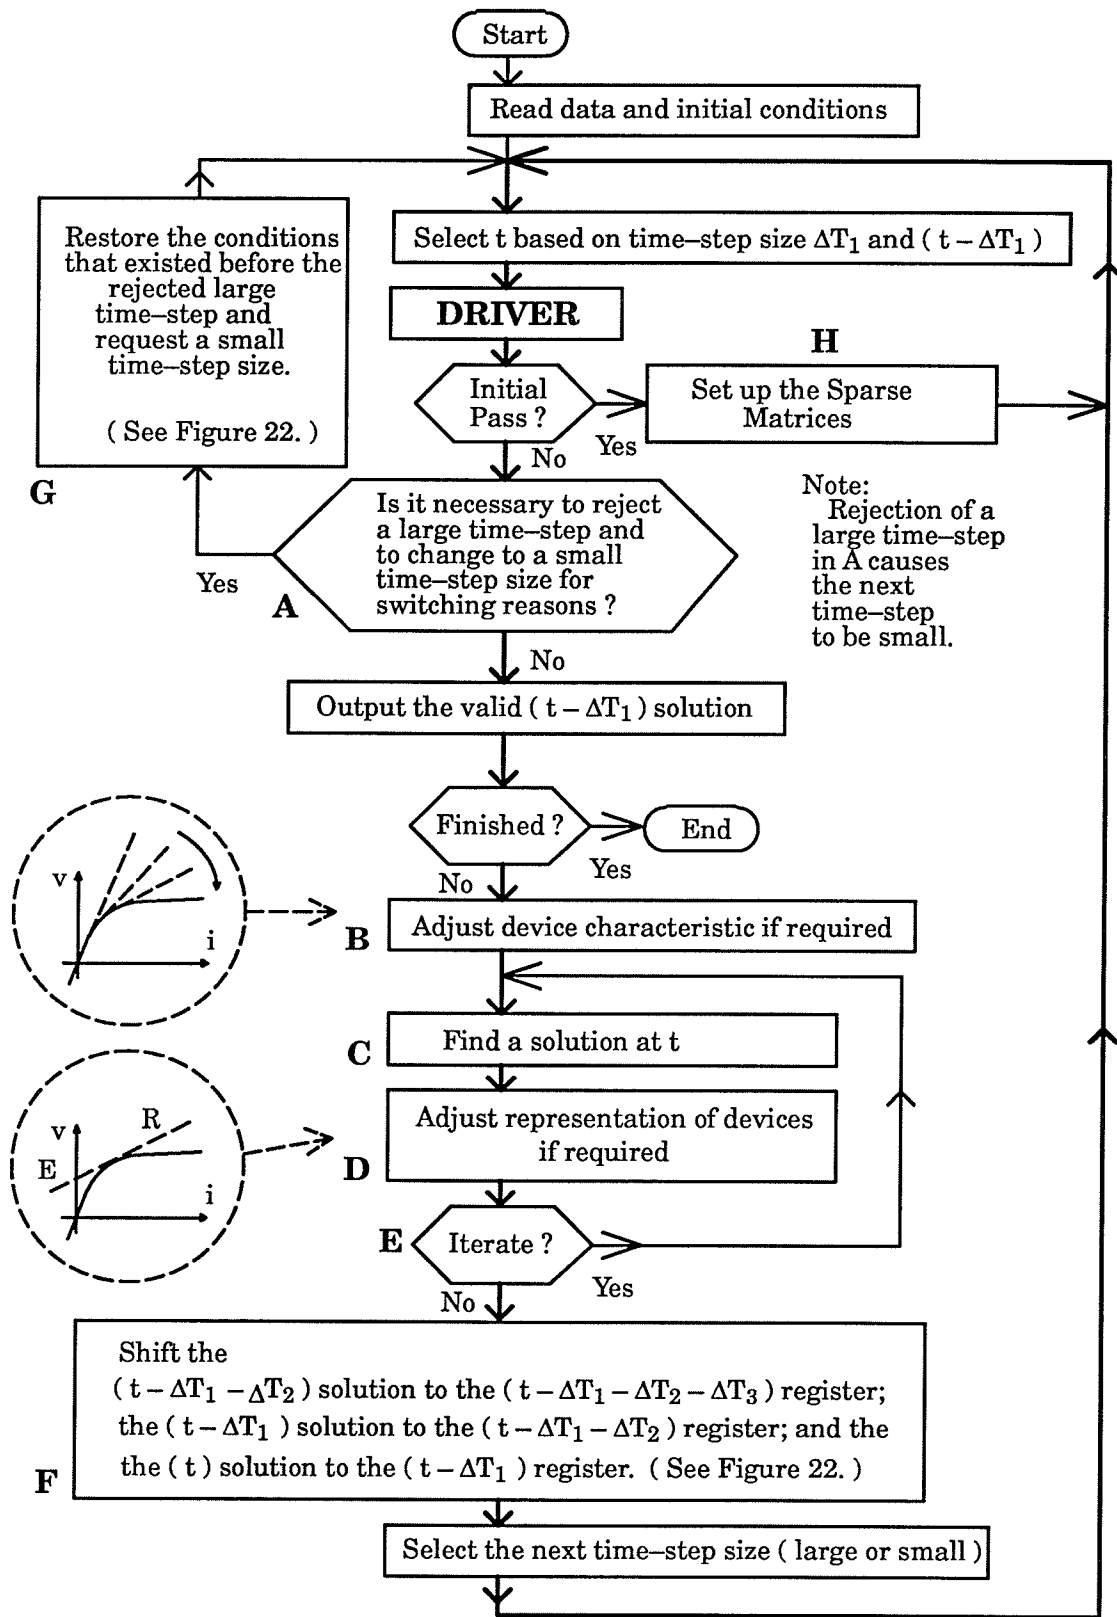 Start
Read data and initial conditions
Select t based on time–step size ΔT1 and ( t – ΔT1 )
DRIVER
Initial
Pass ?
Yes
No
H
Set up the Sparse
Matrices
Restore the conditions
that existed before the
rejected large
time–step and
request a small
time–step size.
( See Figure 22. )
G
Is it necessary to reject
a large time–step and
to change to a small
time–step size for
switching reasons ?
Yes
A
No
Note:
Rejection of a
large time–step
in A causes
the next
time–step
to be small.
Output the valid ( t – ΔT1 ) solution
Finished ?
Yes
End
No
v
i
B
Adjust device characteristic if required
C
Find a solution at t
v
R
E
i
D
Adjust representation of devices
if required
E
Iterate ?
Yes
No
F
Shift the
( t – ΔT1 – ΔT2 ) solution to the ( t – ΔT1 – ΔT2 – ΔT3 ) register;
the ( t – ΔT1 ) solution to the ( t – ΔT1 – ΔT2 ) register; and the
the ( t ) solution to the ( t – ΔT1 ) register. ( See Figure 22. )
Select the next time–step size ( large or small )